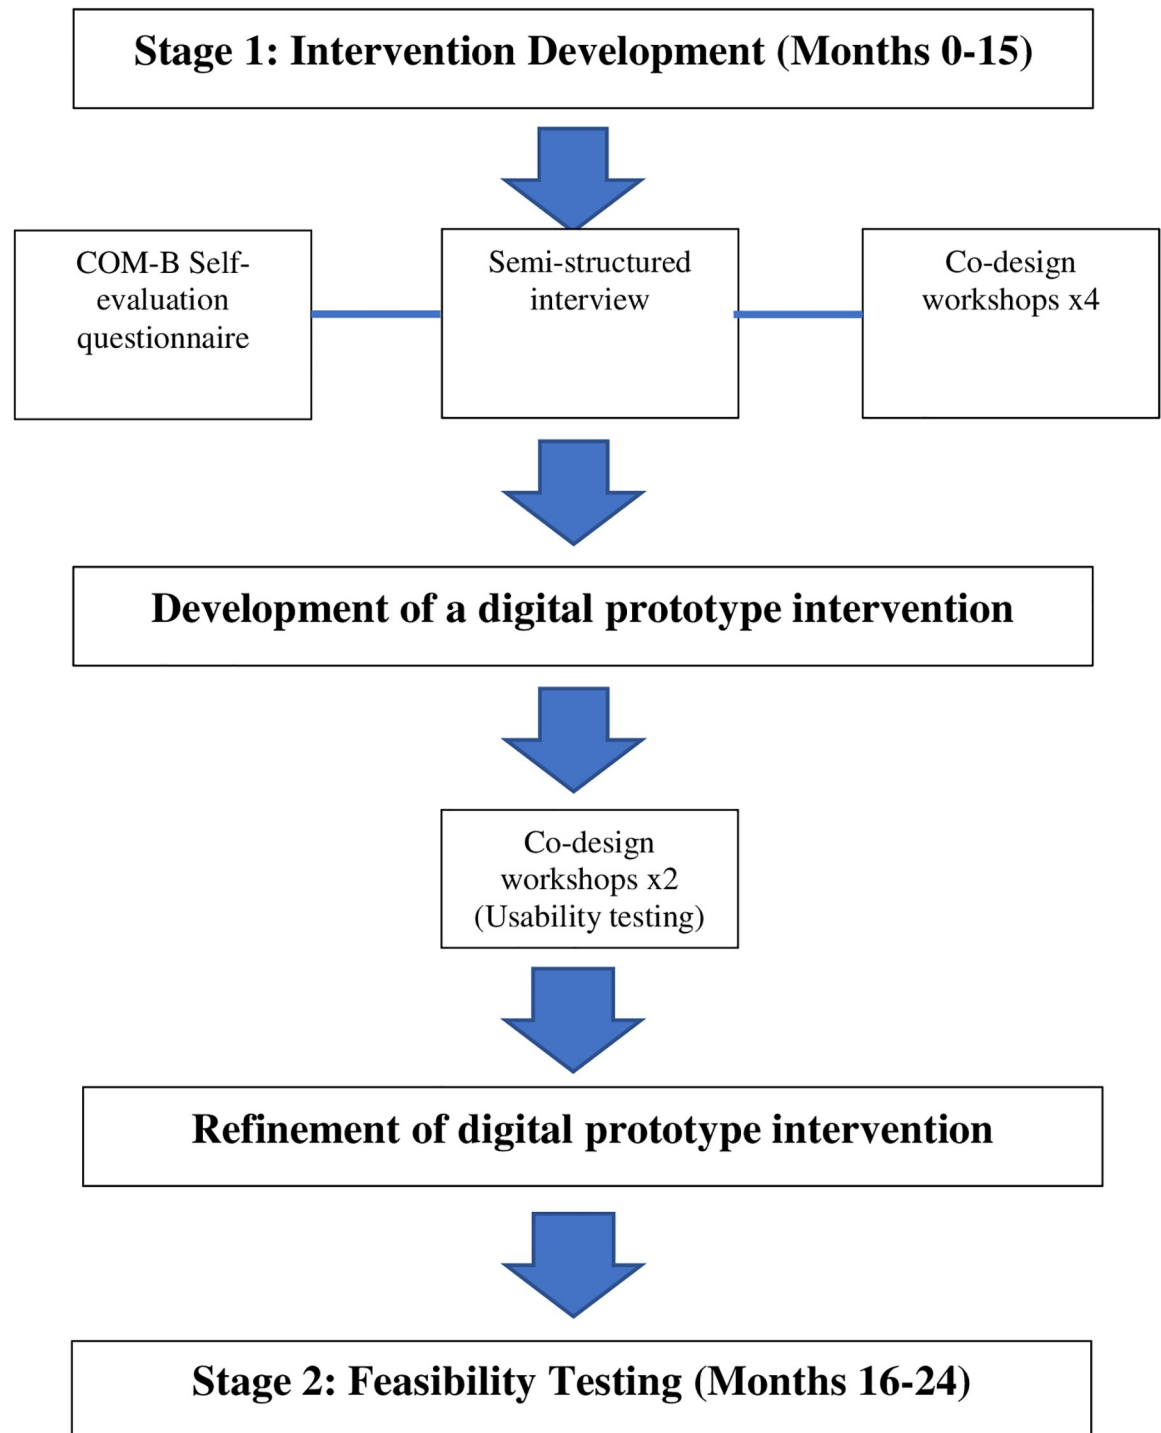 Stage 1: Intervention Development (Months 0-15)
COM-B Self-
evaluation
questionnaire
Semi-structured
interview
Co-design
workshops x4
Development of a digital prototype intervention
Co-design
workshops x2
(Usability testing)
Refinement of digital prototype intervention
Stage 2: Feasibility Testing (Months 16-24)